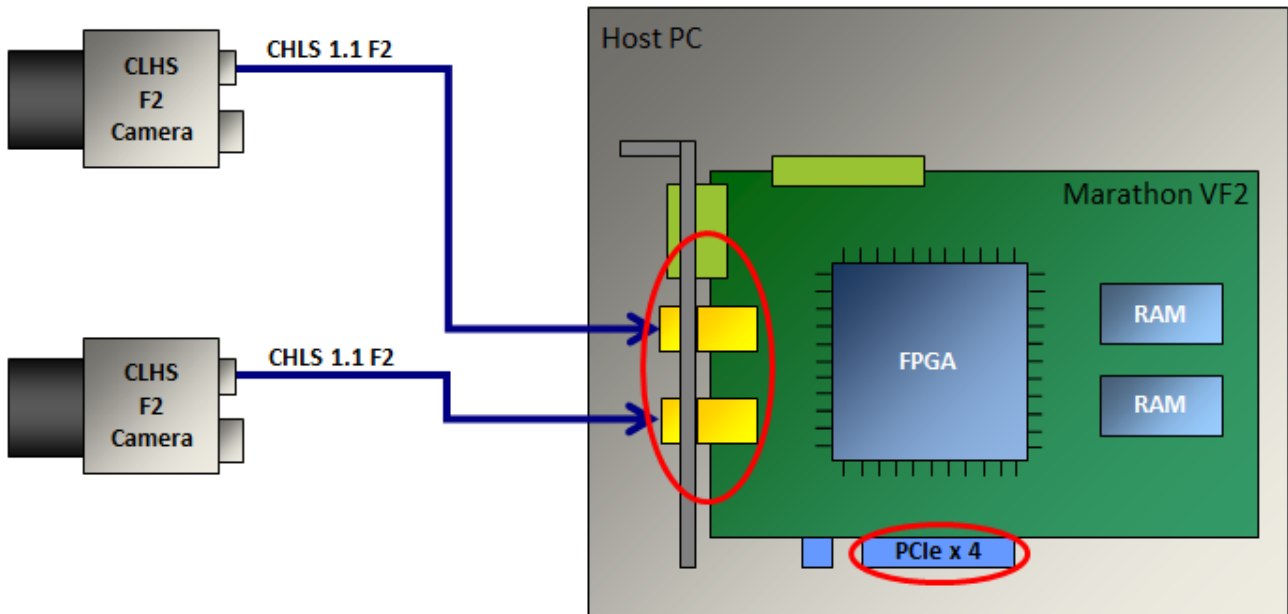 CHLS 1.1 F2
CLHS
F2
Camera
Host PC
Marathon VF2
RAM
FPGA
CHLS 1.1 F2
CLHS
F2
Camera
RAM
PCIe x 4